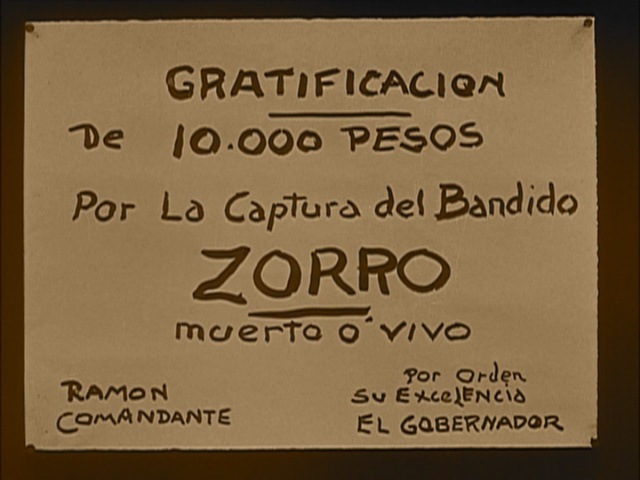 GRATIFICACION
De 10.000 PESOS
Por La Captura del Bandido
ZORRO
muerto o' vivo
RAMON
COMANDANTE
Por Orden
Su ExcelENcia
EL GOBERNADOR